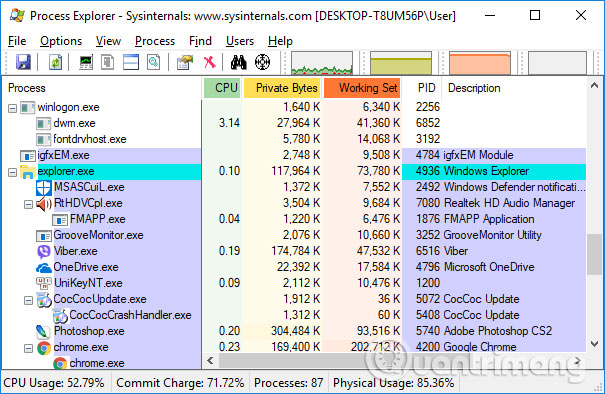 Process Explorer - Sysinternals: www.sysinternals.com [DESKTOP-T8UM56P\User]
File Options View Process Find Users Help
Process CPU Private Bytes Working Set PID Description
winlogon.exe 1,640 K 6,340 K 2256
dwm.exe 3.14 27,964 K 41,360 K 6852
fontdrvhost.exe 5,780 K 14,068 K 3192
igfxEM.exe 2,748 K 9,508 K 4784 igfxEM Module
explorer.exe 0.10 117,964 K 73,780 K 4936 Windows Explorer
MSASCuiL.exe 1,372 K 7,552 K 2492 Windows Defender notificati...
RtHDVCpl.exe 3,504 K 9,684 K 7080 Realtek HD Audio Manager
FMAPP.exe 0.04 1,220 K 6,476 K 1876 FMAPP Application
GrooveMonitor.exe 2,076 K 10,660 K 3252 GrooveMonitor Utility
Viber.exe 0.19 174,784 K 47,532 K 6516 Viber
OneDrive.exe 22,392 K 17,584 K 4796 Microsoft OneDrive
UniKeyNT.exe 0.09 2,112 K 10,476 K 1200
CocCocUpdate.exe 1,912 K 36 K 5072 CocCoc Update
CocCocCrashHandler.exe 1,312 K 60 K 5408 CocCoc Update
Photoshop.exe 0.20 304,484 K 93,516 K 5740 Adobe Photoshop CS2
chrome.exe 0.23 169,400 K 202,712 K 4200 Google Chrome
chrome.exe
Quantrimang
CPU Usage: 52.79% Commit Charge: 71.72% Processes: 87 Physical Usage: 85.36%